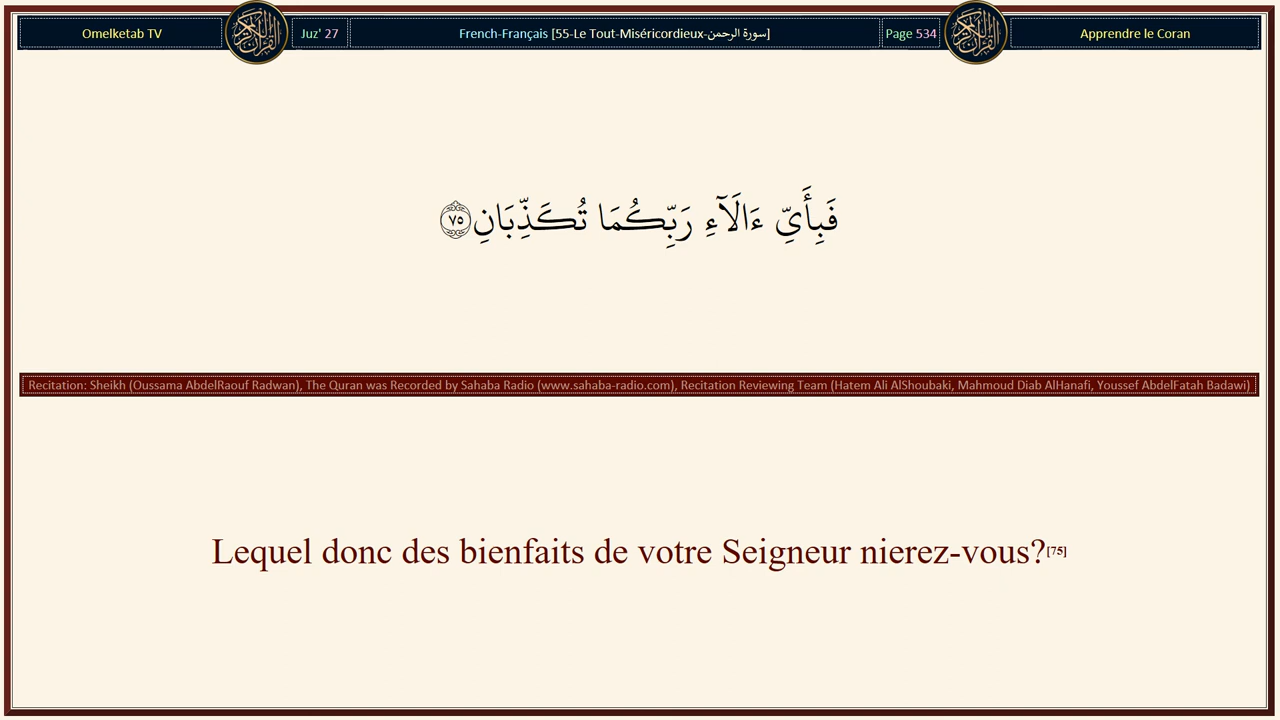 Omelketab TV
Juz' 27
French-Français [55-Le Tout-Miséricordieux-سورة الرحمن]
Page 534
Apprendre le Coran
فَبِأَيِّ ءَالَآءِ رَبِّكُمَا تُكَذِّبَانِ ٧٥
Recitation: Sheikh (Oussama AbdelRaouf Radwan), The Quran was Recorded by Sahaba Radio (www.sahaba-radio.com), Recitation Reviewing Team (Hatem Ali AlShoubaki, Mahmoud Diab AlHanafi, Youssef AbdelFatah Badawi)
Lequel donc des bienfaits de votre Seigneur nierez-vous?[75]